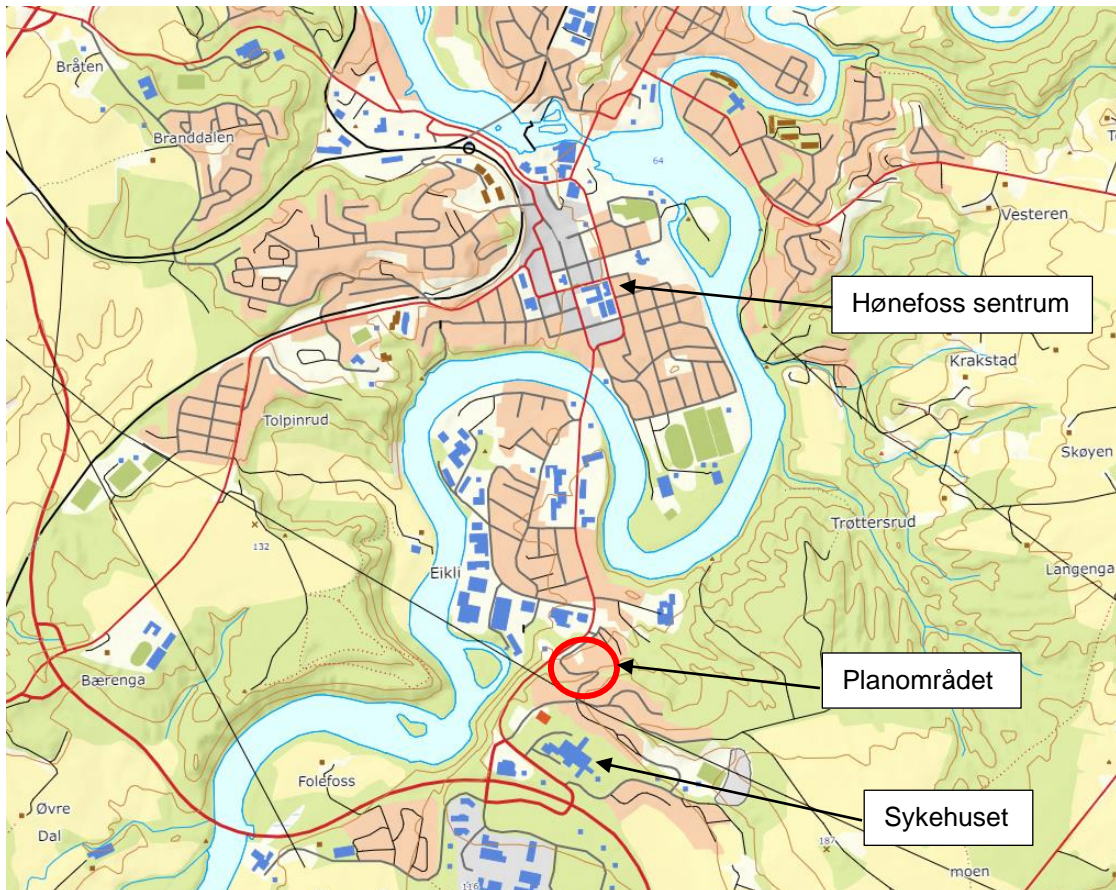 Bråten
Branddalen
64
Vesteren
Hønefoss sentrum
Krakstad
Tolpinrud
Skøyen
Trøttersrud
132
Eikli
Langenga
Planområdet
Bærenga
Folefoss
Sykehuset
Øvre
Dal
187
moen
116